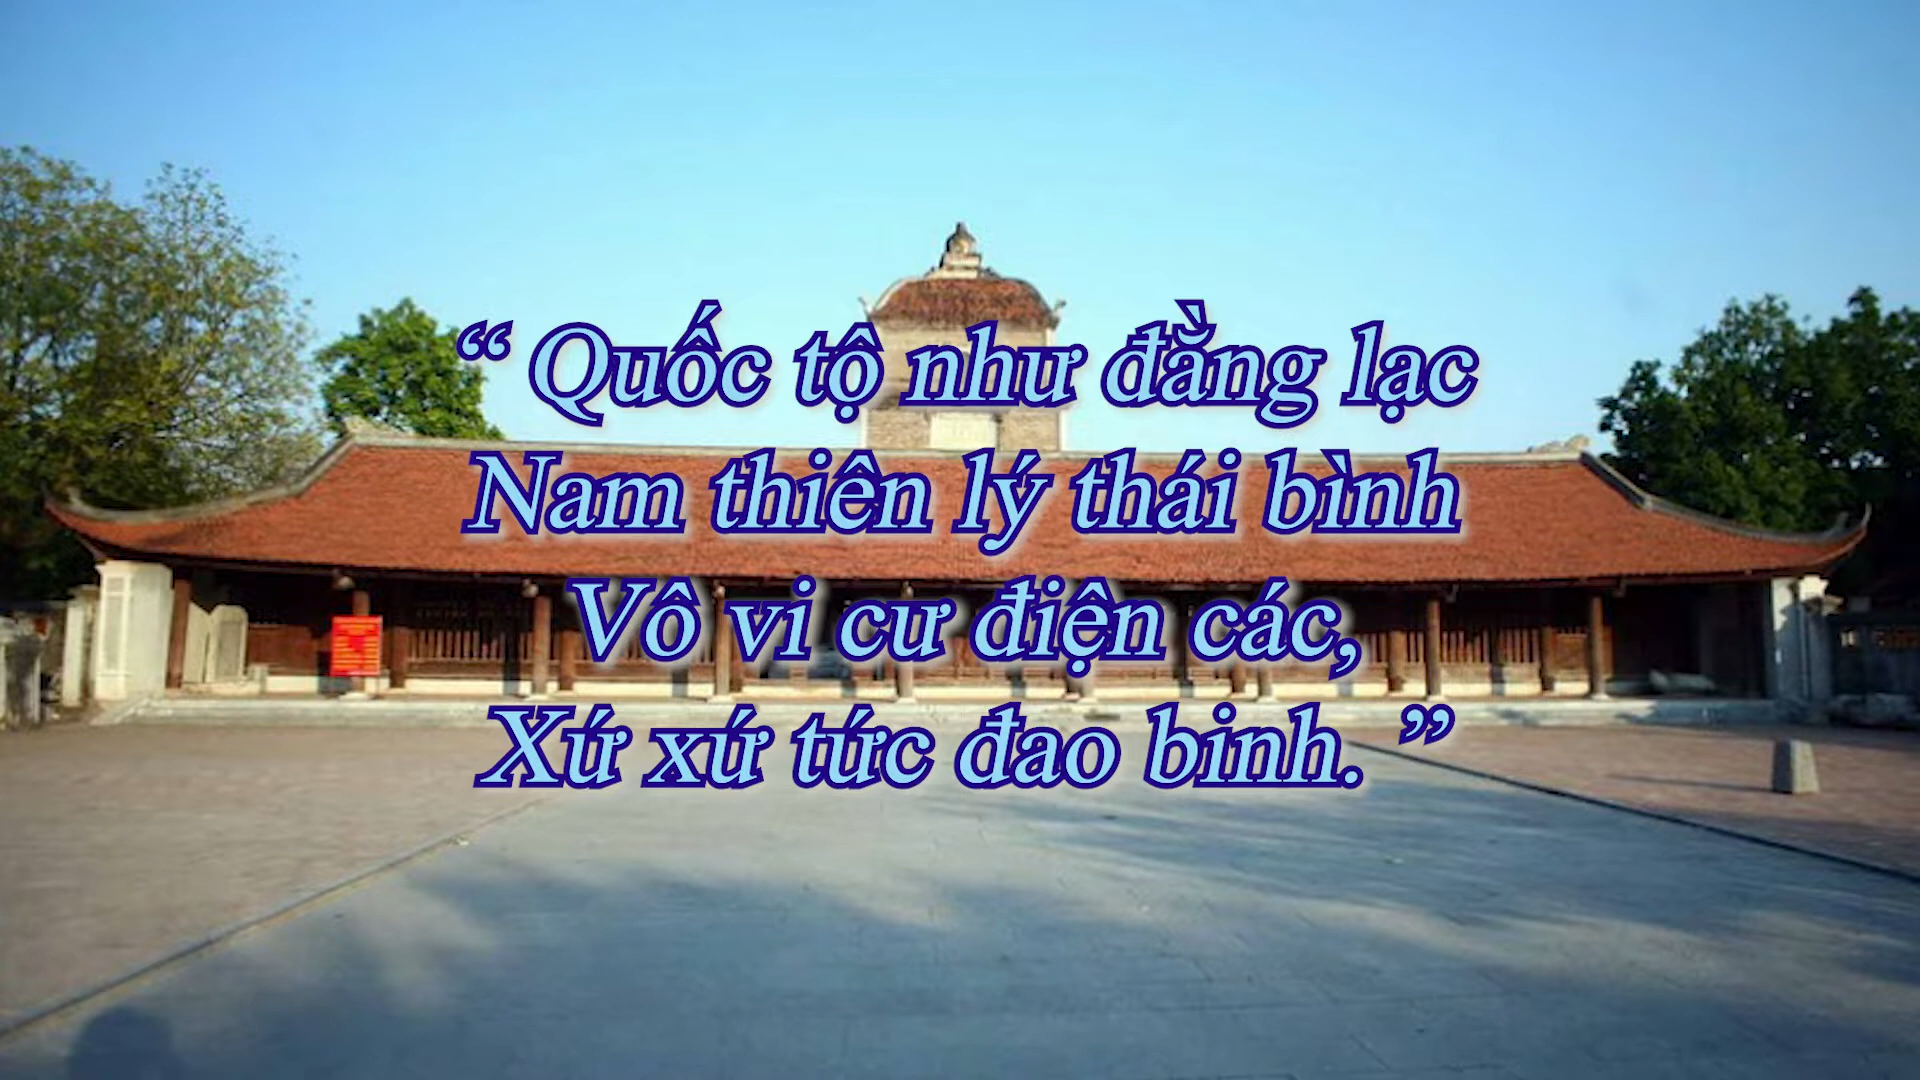 “ Quốc tộ như đằng lạc
Nam thiên lý thái bình
Vô vi cư điện các,
Xứ xứ tức đao binh. ”